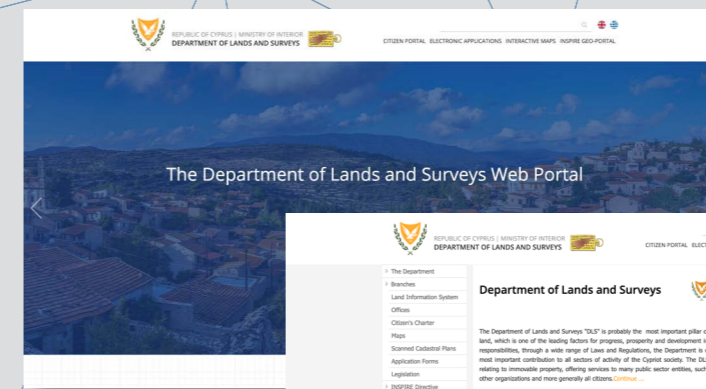 REPUBLIC OF CYPRUS | MINISTRY OF INTERIOR
DEPARTMENT OF LANDS AND SURVEYS
CITIZEN PORTAL ELECTRONIC APPLICATIONS INTERACTIVE MAPS INSPIRE GEO-PORTAL
The Department of Lands and Surveys Web Portal
REPUBLIC OF CYPRUS | MINISTRY OF INTERIOR
DEPARTMENT OF LANDS AND SURVEYS
CITIZEN PORTAL
The Department
Branches
Land Information System
Offices
Citizen's Charter
Maps
Scanned Cadastral Plans
Application Forms
Legislation
INSPIRE Directive
Department of Lands and Surveys
The Department of Lands and Surveys "DLS" is probably the most important pillar
land, which is one of the leading factors for progress, prosperity and development
responsibilities, through a wide range of Laws and Regulations, the Department is
most important contribution to all sectors of activity of the Cypriot society. The
relating to immovable property, offering services to many public sector entities, such
other organizations and more generally all citizens.Continue ...